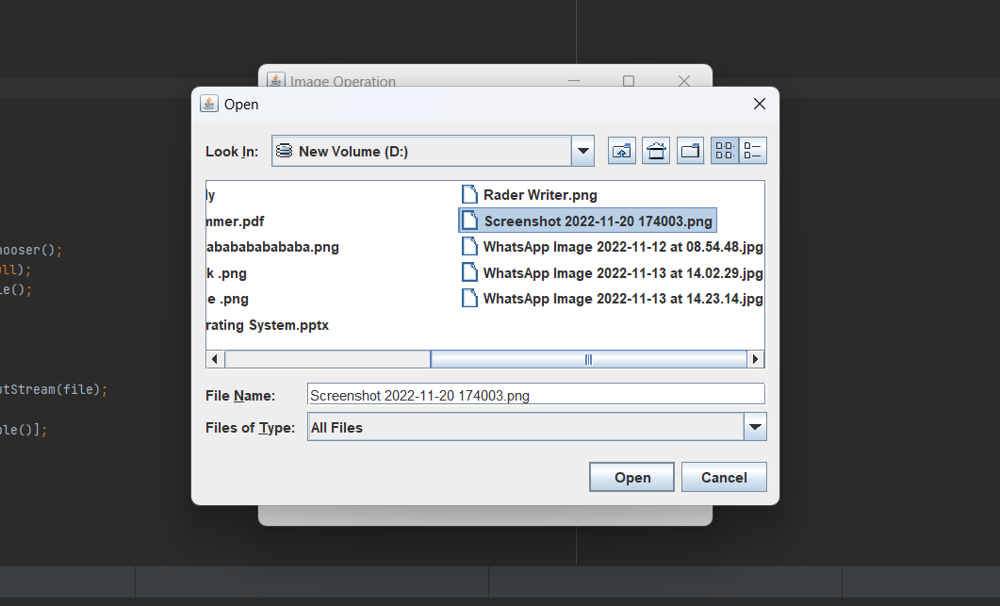 Image Operation
Open
Look In:
New Volume (D:)
ly
mmer.pdf
abababababababa.png
k .png
e .png
rating System.pptx
Rader Writer.png
Screenshot 2022-11-20 174003.png
WhatsApp Image 2022-11-12 at 08.54.48.jpg
WhatsApp Image 2022-11-13 at 14.02.29.jpg
WhatsApp Image 2022-11-13 at 14.23.14.jpg
File Name:
Screenshot 2022-11-20 174003.png
Files of Type:
All Files
Open
Cancel
hooser();
ull);
le();
utStream(file);
ble()];